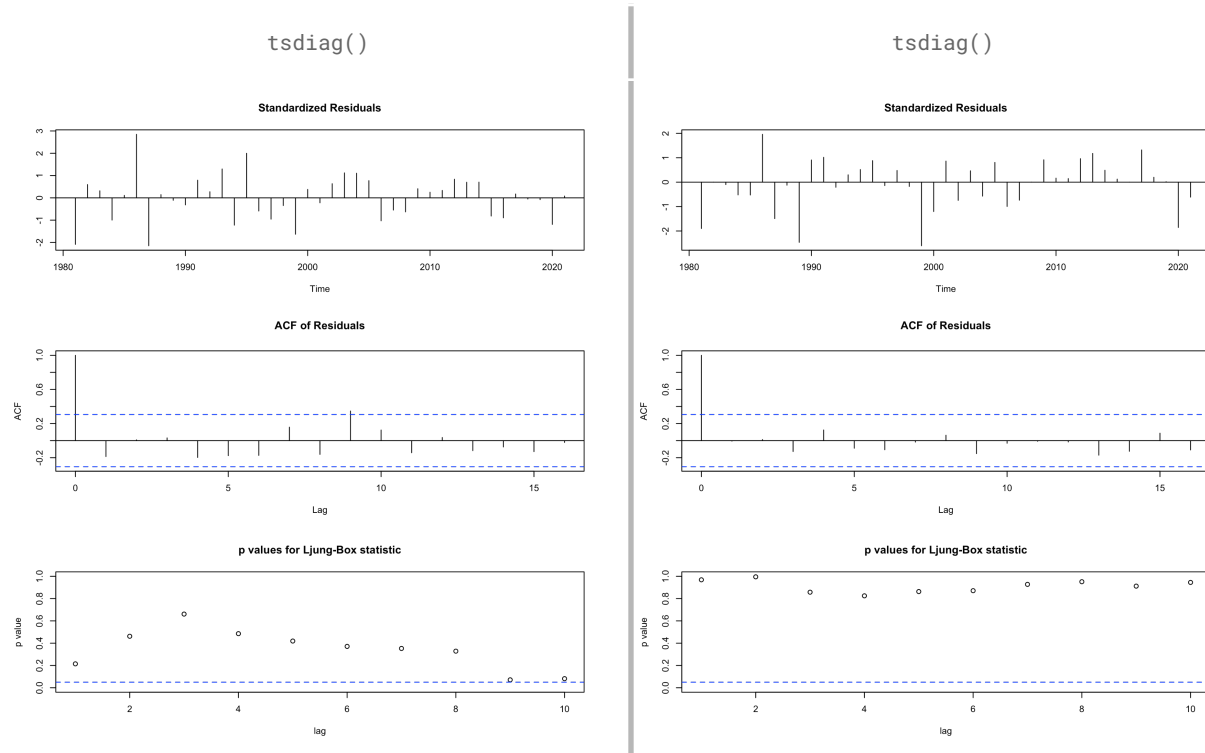 tsdiag()
Standardized Residuals
3
2
1
0
-1
-2
1980 1990 2000 2010 2020
Time
ACF of Residuals
ACF
1.0
0.6
0.2
-0.2
0 5 10 15
Lag
p values for Ljung-Box statistic
p value
1.0
0.8
0.6
0.4
0.2
0.0
2 4 6 8 10
lag
tsdiag()
Standardized Residuals
2
1
0
-1
-2
1980 1990 2000 2010 2020
Time
ACF of Residuals
ACF
1.0
0.6
0.2
-0.2
0 5 10 15
Lag
p values for Ljung-Box statistic
p value
1.0
0.8
0.6
0.4
0.2
0.0
2 4 6 8 10
lag